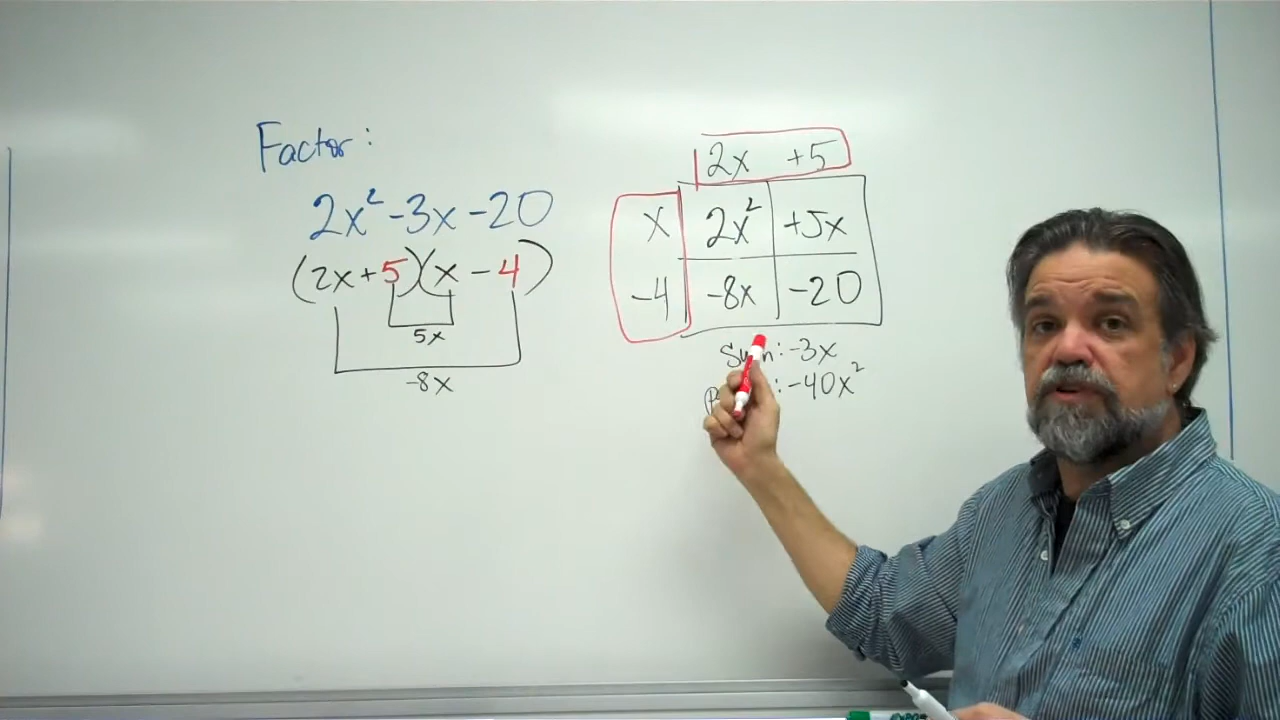 Factor:
2x² -3x -20
(2x+5)(x - 4)
5x
-8x
2x +5
x 2x² +5x
-4 -8x -20
Sum: -3x
: -40x²